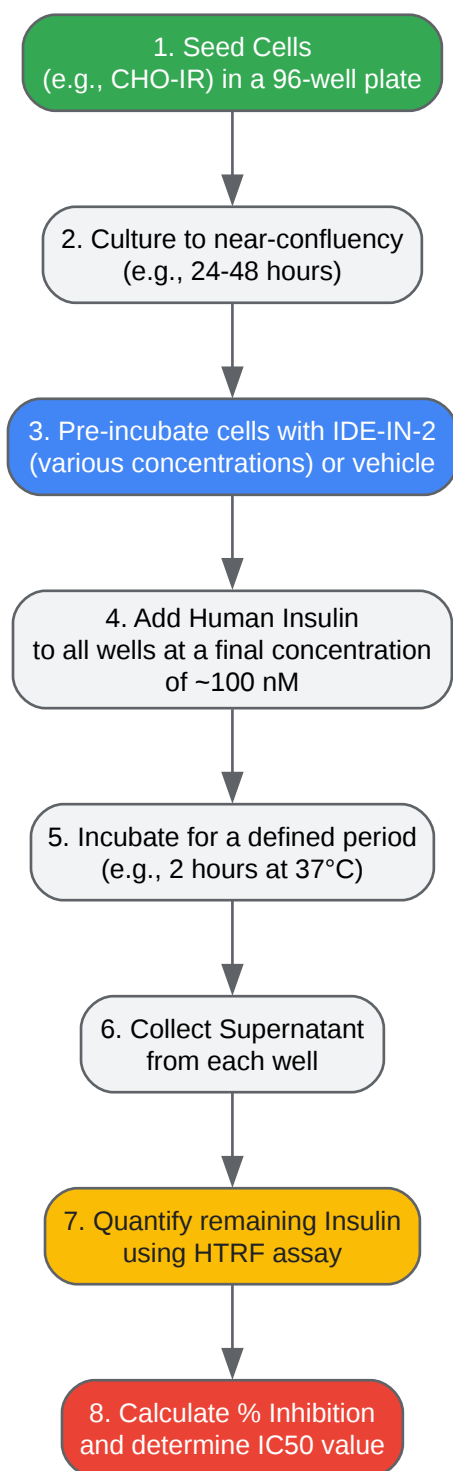 1. Seed Cells
(e.g., CHO-IR) in a 96-well plate
2. Culture to near-confluency
(e.g., 24-48 hours)
3. Pre-incubate cells with IDE-IN-2
(various concentrations) or vehicle
4. Add Human Insulin
to all wells at a final concentration
of ~100 nM
5. Incubate for a defined period
(e.g., 2 hours at 37°C)
6. Collect Supernatant
from each well
7. Quantify remaining Insulin
using HTRF assay
8. Calculate % Inhibition
and determine IC50 value